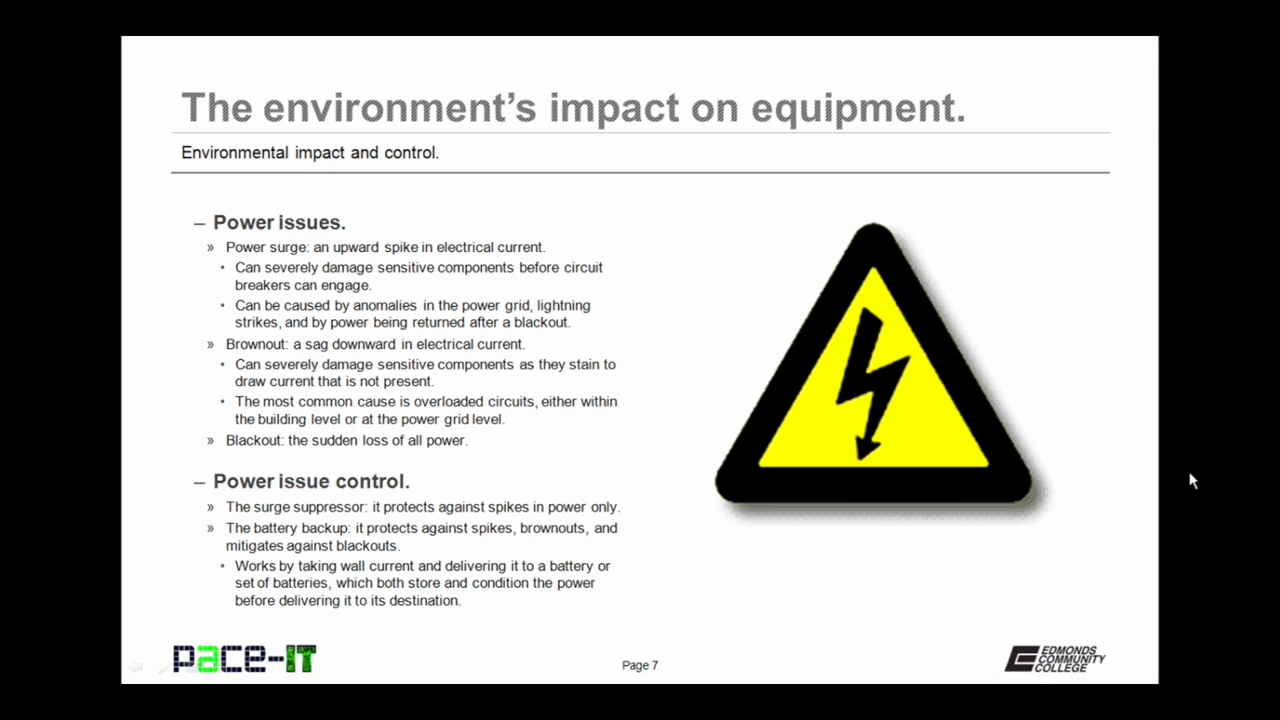 The environment's impact on equipment.
Environmental impact and control.
– Power issues.
» Power surge: an upward spike in electrical current.
• Can severely damage sensitive components before circuit
breakers can engage.
• Can be caused by anomalies in the power grid, lightning
strikes, and by power being returned after a blackout.
» Brownout: a sag downward in electrical current.
• Can severely damage sensitive components as they stain to
draw current that is not present.
• The most common cause is overloaded circuits, either within
the building level or at the power grid level.
» Blackout: the sudden loss of all power.
– Power issue control.
» The surge suppressor: it protects against spikes in power only.
» The battery backup: it protects against spikes, brownouts, and
mitigates against blackouts.
• Works by taking wall current and delivering it to a battery or
set of batteries, which both store and condition the power
before delivering it to its destination.
pace-IT
Page 7
EDMONDS
COMMUNITY
COLLEGE